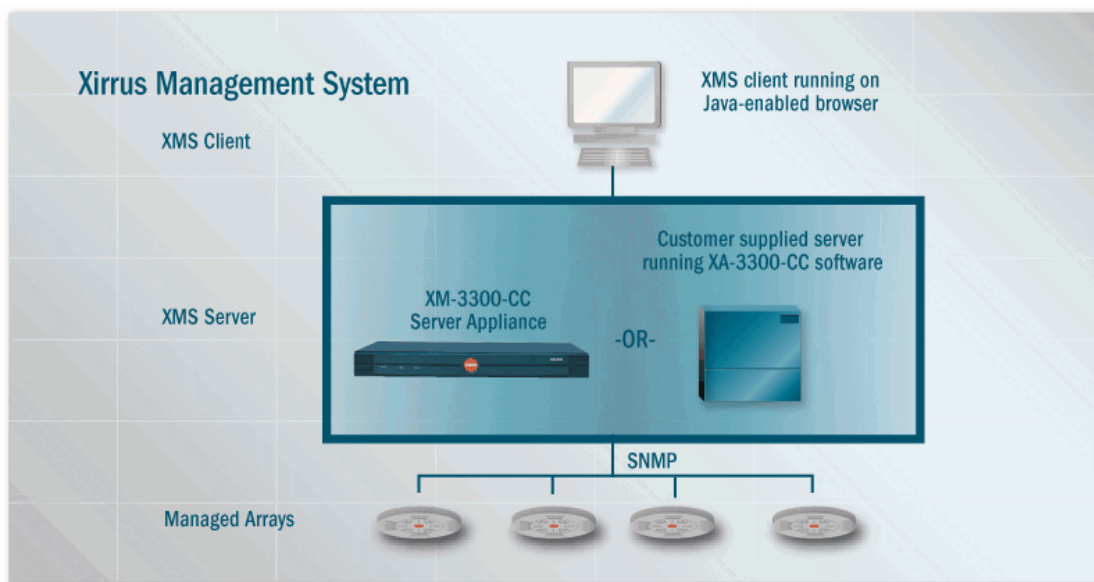 Xirrus Management System
XMS client running on
Java-enabled browser
XMS Client
Customer supplied server
running XA-3300-CC software
XM-3300-CC
Server Appliance
XMS Server
-OR-
SNMP
Managed Arrays